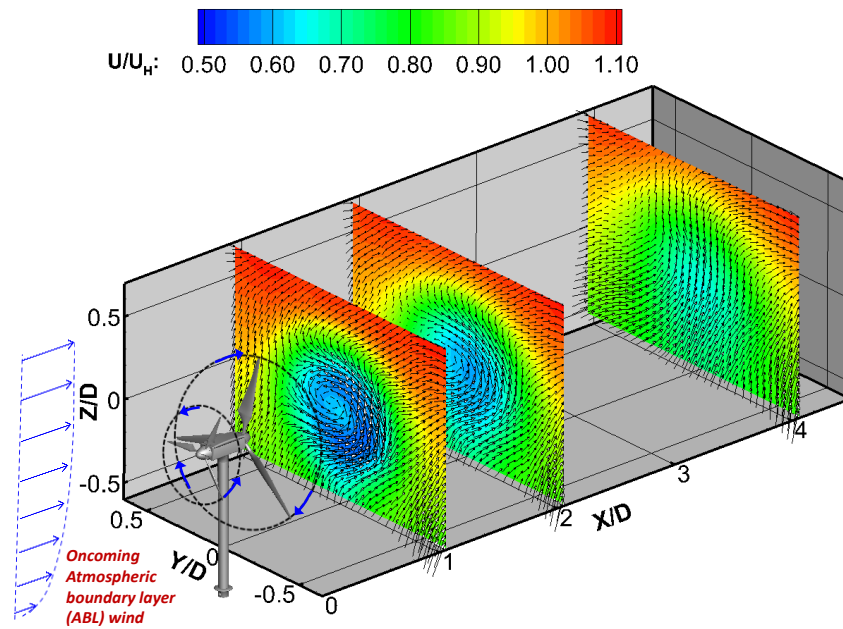 U/U_H: 0.50 0.60 0.70 0.80 0.90 1.00 1.10
0.5
0
-0.5
Z/D
0.5
0
-0.5
Y/D
0
1
2
3
4
X/D
Oncoming
Atmospheric
boundary layer
(ABL) wind